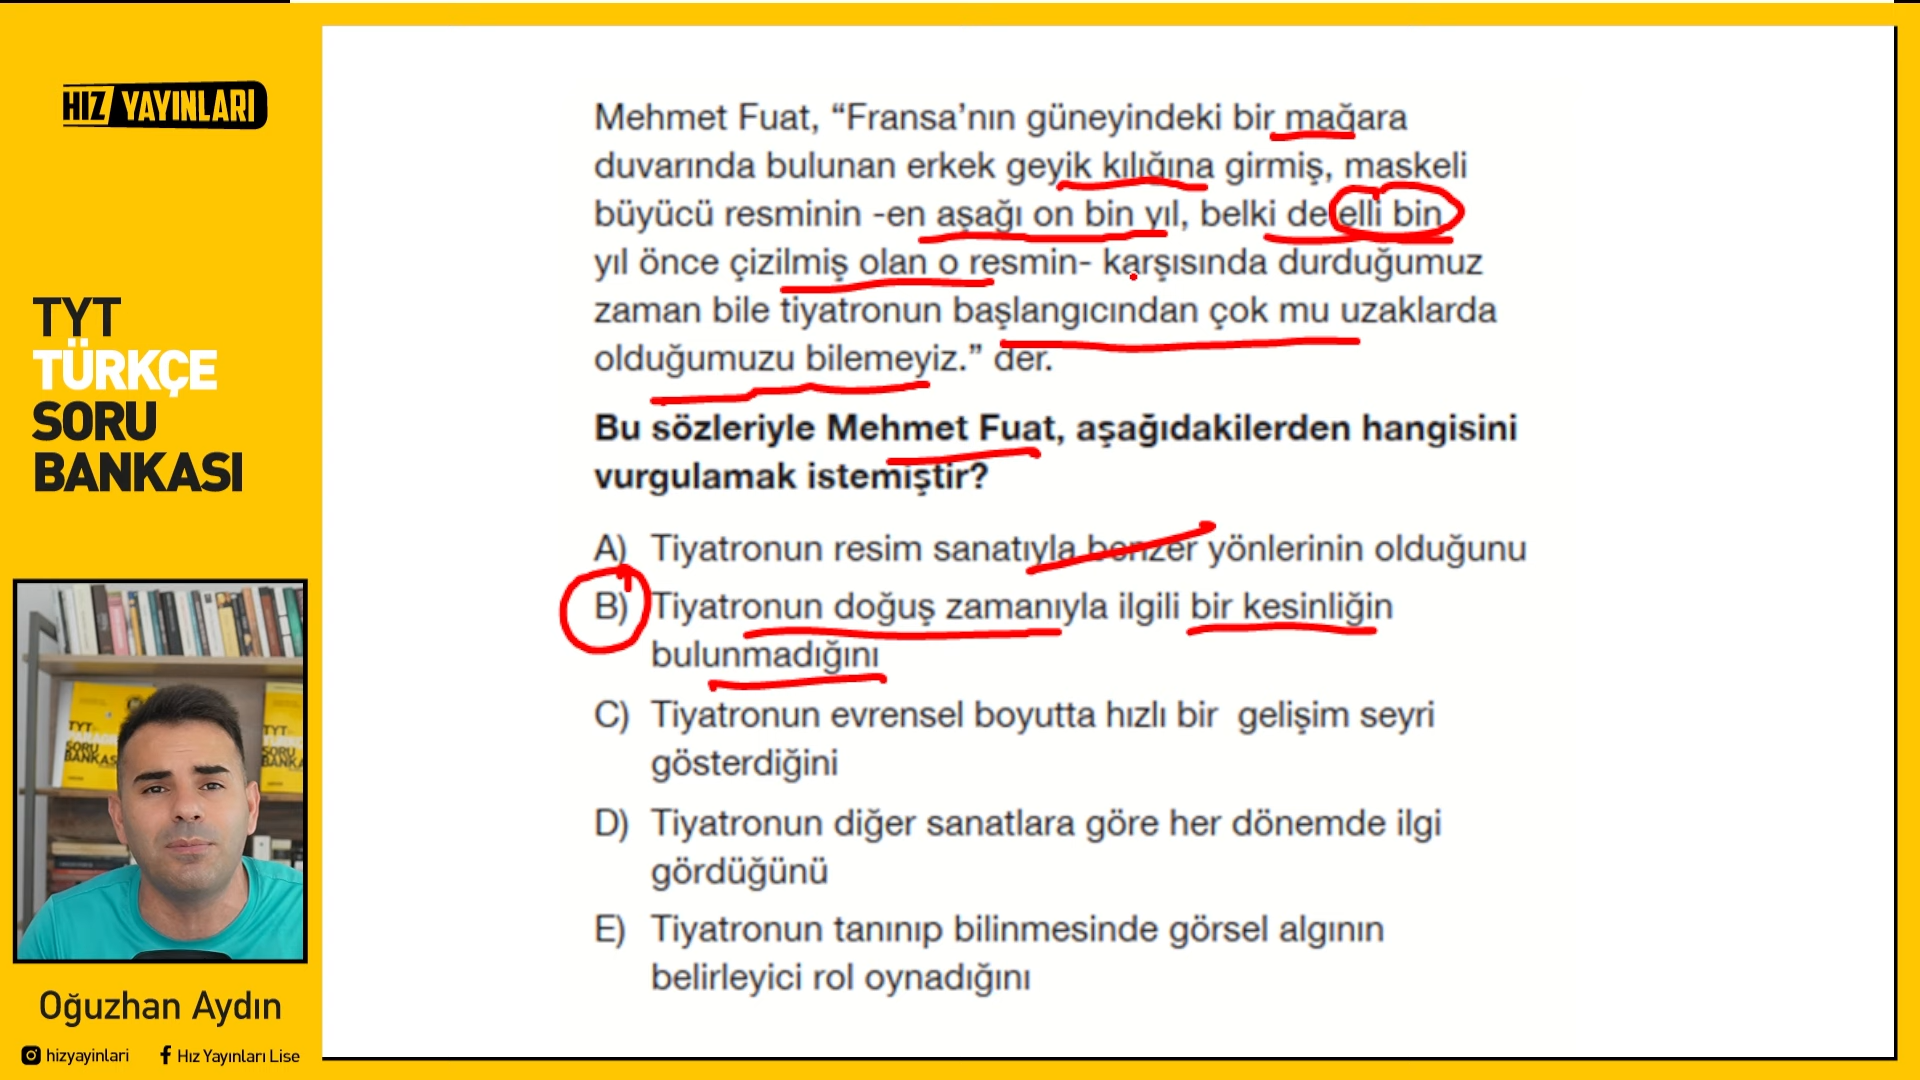 HIZ YAYINLARI
TYT
TÜRKÇE
SORU
BANKASI
Oğuzhan Aydın
hizyayinlari
Hız Yayınları Lise
Mehmet Fuat, “Fransa’nın güneyindeki bir mağara
duvarında bulunan erkek geyik kılığına girmiş, maskeli
büyücü resminin -en aşağı on bin yıl, belki de elli bin
yıl önce çizilmiş olan o resmin- karşısında durduğumuz
zaman bile tiyatronun başlangıcından çok mu uzaklarda
olduğumuzu bilemeyiz.” der.
Bu sözleriyle Mehmet Fuat, aşağıdakilerden hangisini
vurgulamak istemiştir?
A) Tiyatronun resim sanatıyla benzer yönlerinin olduğunu
B) Tiyatronun doğuş zamanıyla ilgili bir kesinliğin
bulunmadığını
C) Tiyatronun evrensel boyutta hızlı bir gelişim seyri
gösterdiğini
D) Tiyatronun diğer sanatlara göre her dönemde ilgi
gördüğünü
E) Tiyatronun tanınıp bilinmesinde görsel algının
belirleyici rol oynadığını